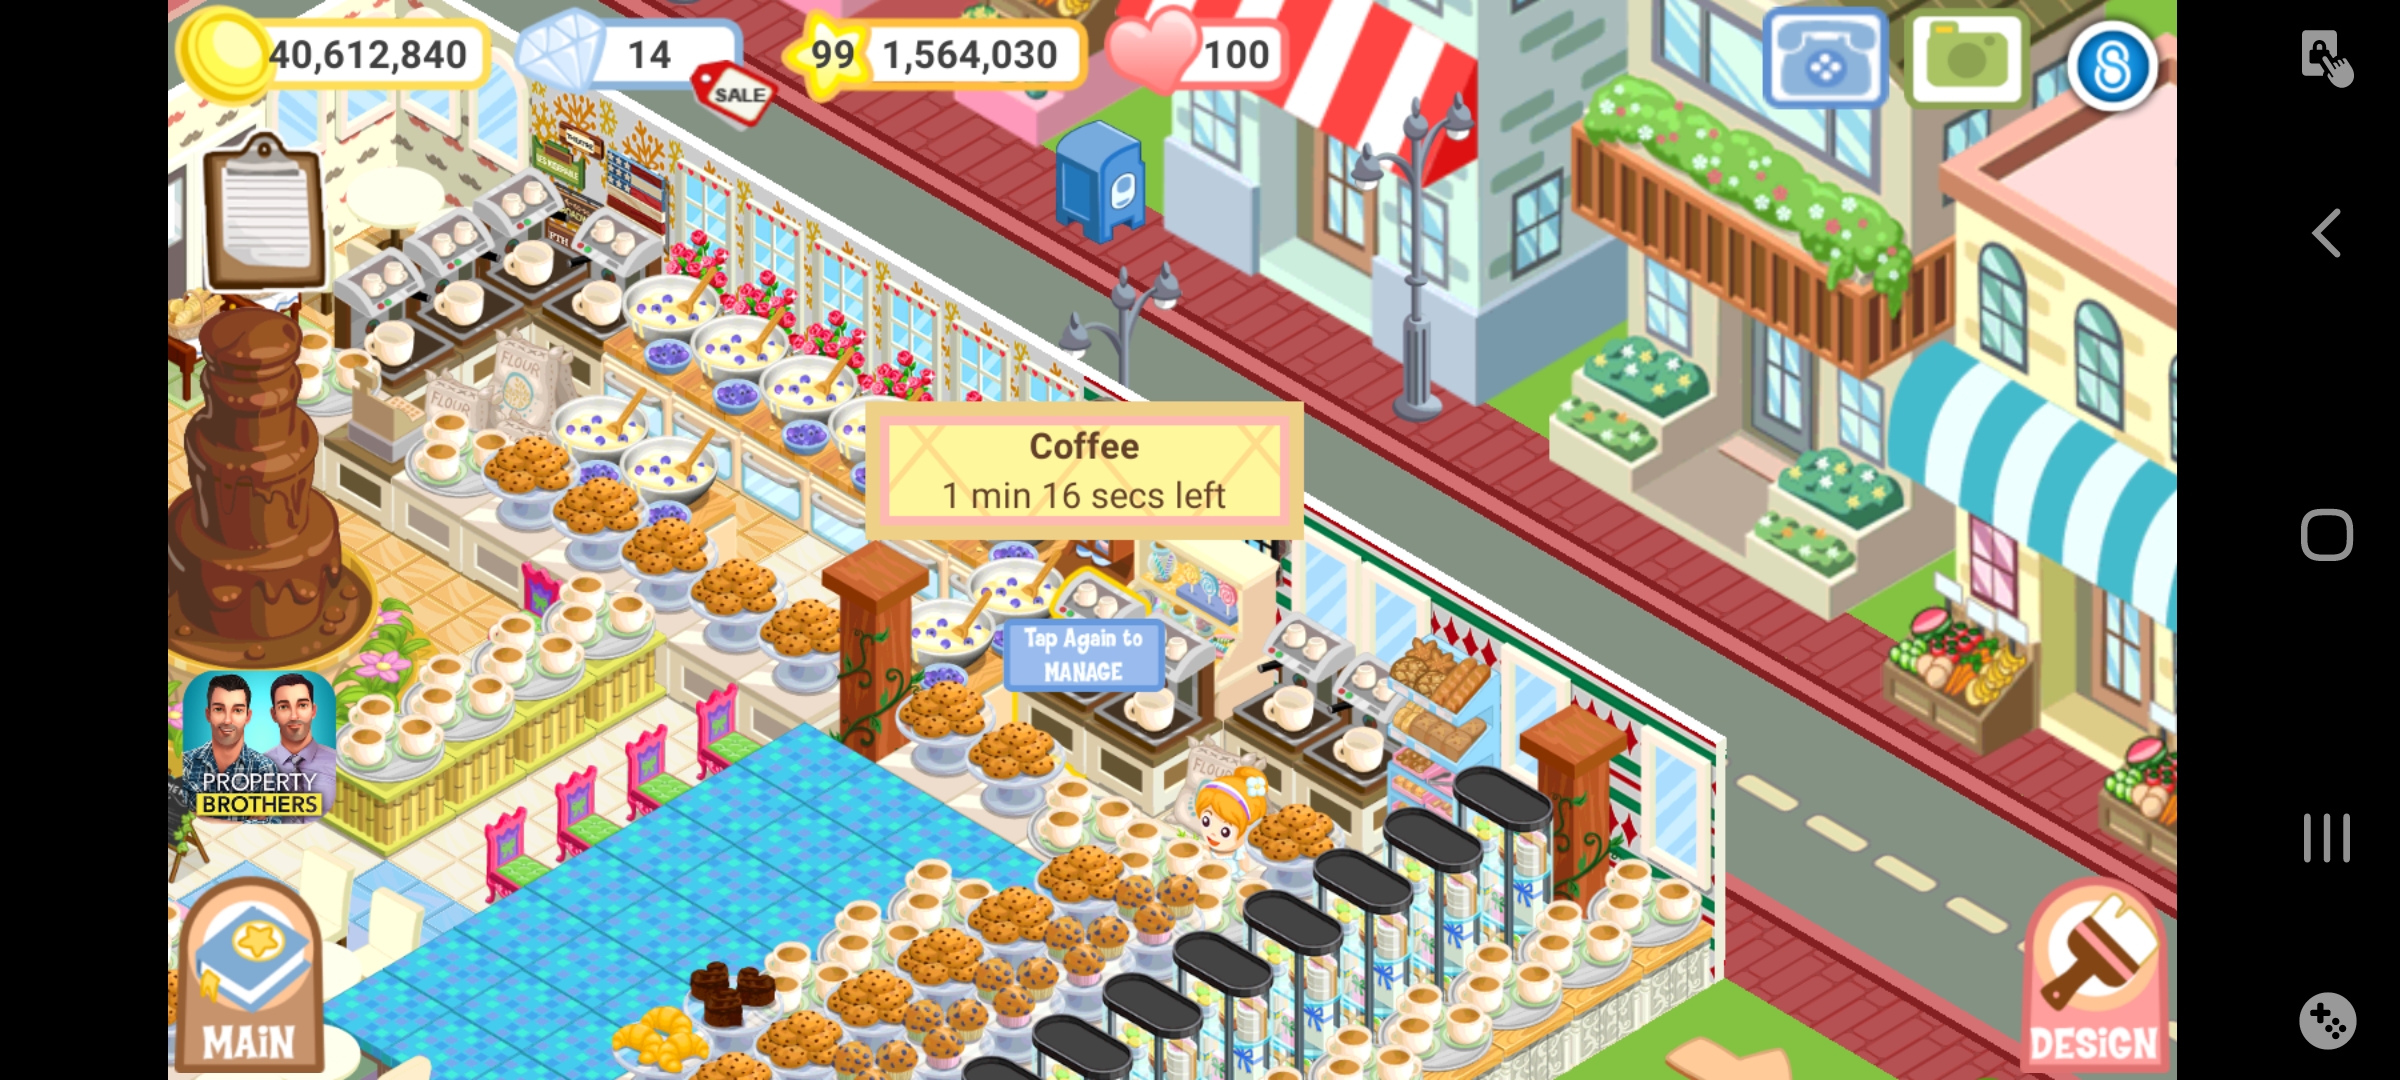 40,612,840
14
SALE
99
1,564,030
100
FLOUR
FLOUR
Coffee
1 min 16 secs left
Tap Again to
MANAGE
FLOUR
PROPERTY
BROTHERS
MAiN
DESiGN